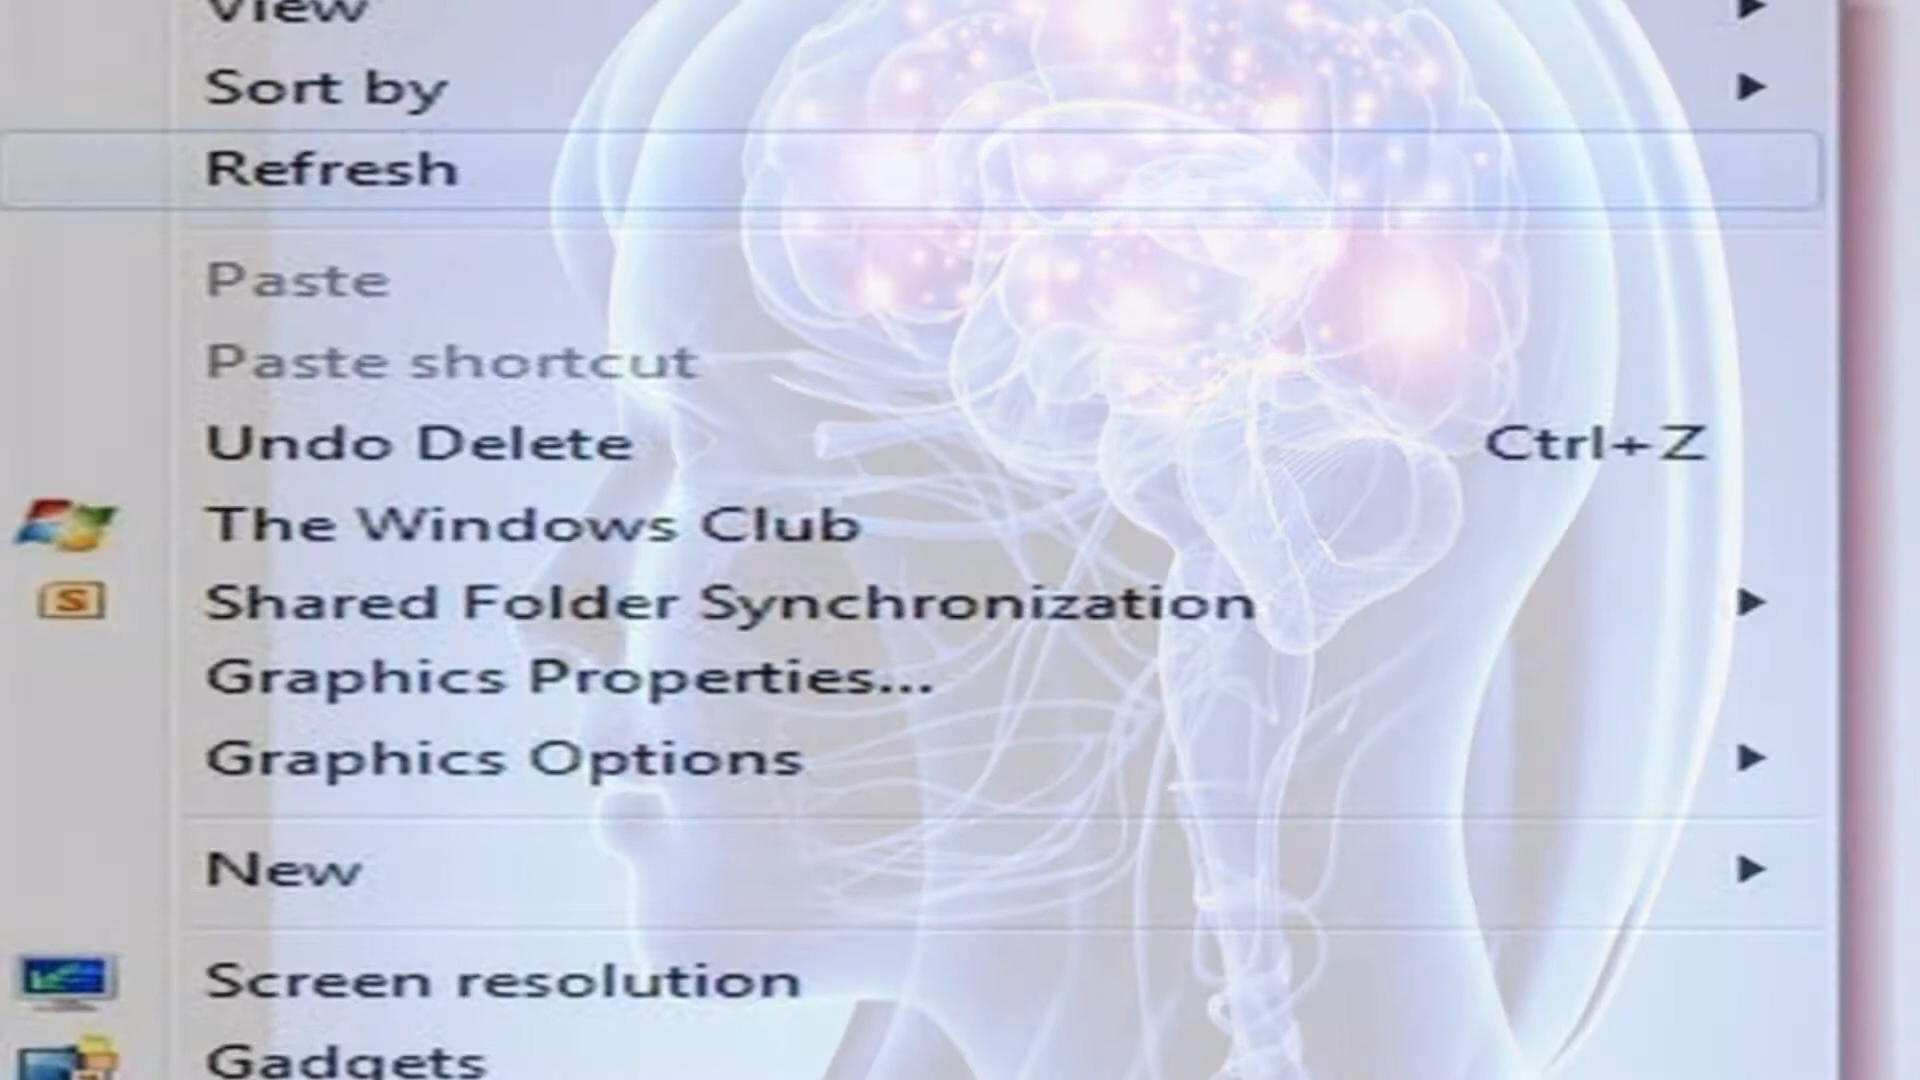 View
Sort by
Refresh
Paste
Paste shortcut
Undo Delete Ctrl+Z
The Windows Club
S Shared Folder Synchronization
Graphics Properties...
Graphics Options
New
Screen resolution
Gadgets